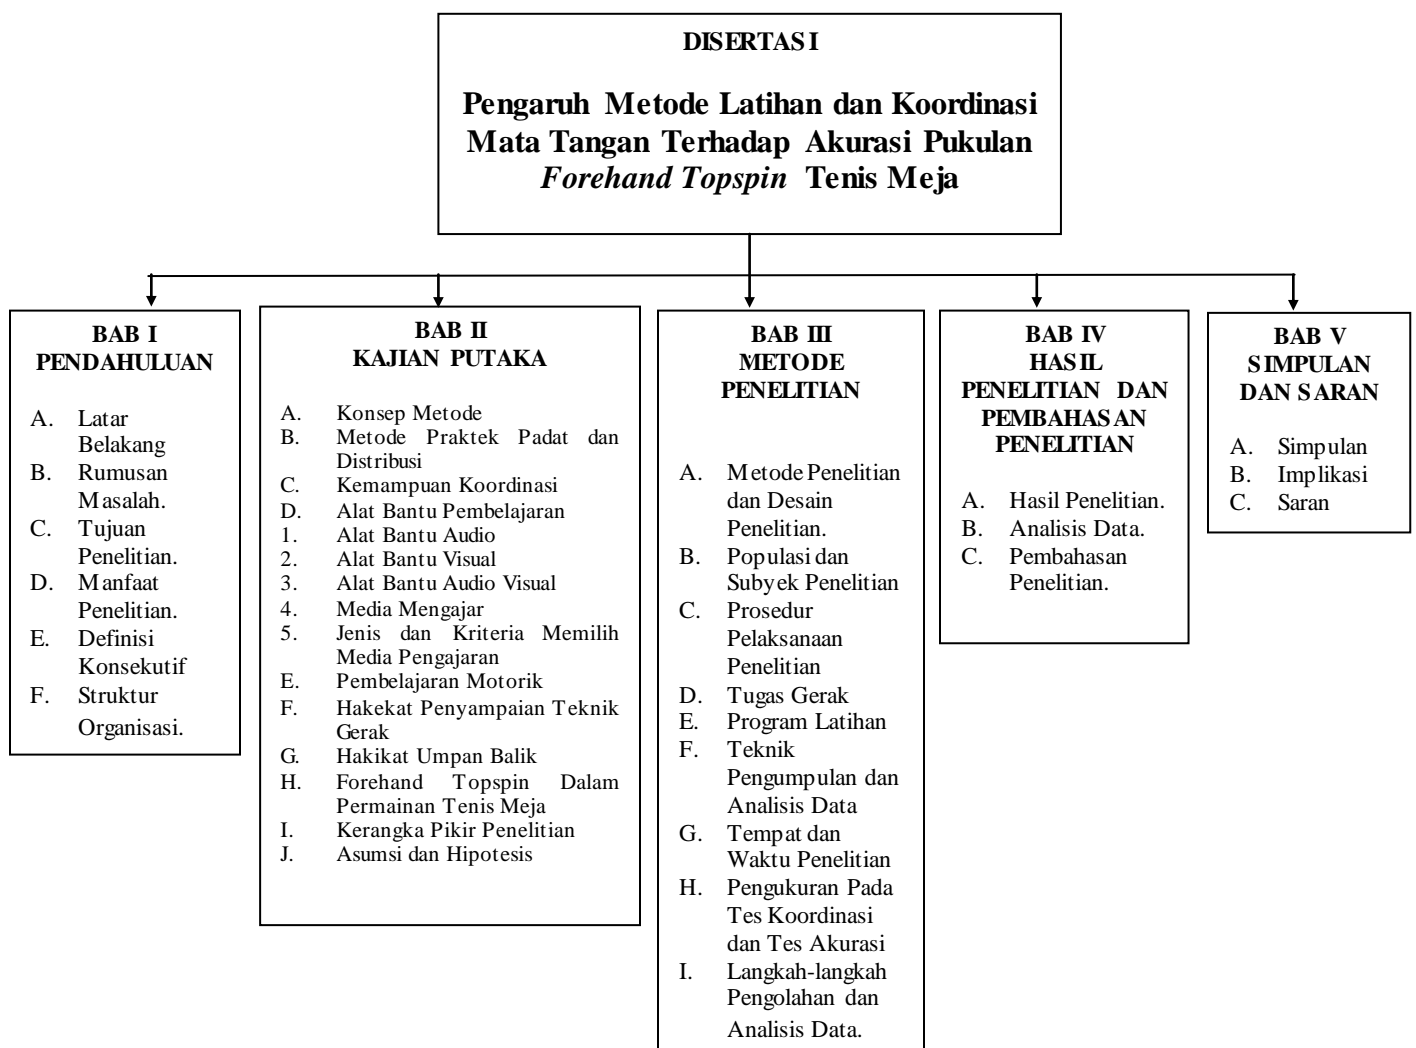 DISERTASI
Pengaruh Metode Latihan dan Koordinasi
Mata Tangan Terhadap Akurasi Pukulan
Forehand Topspin Tenis Meja
BAB I
PENDAHULUAN
A. Latar
Belakang
B. Rumusan
Masalah.
C. Tujuan
Penelitian.
D. Manfaat
Penelitian.
E. Definisi
Konsekutif
F. Struktur
Organisasi.
BAB II
KAJIAN PUTAKA
A. Konsep Metode
B. Metode Praktek Padat dan
Distribusi
C. Kemampuan Koordinasi
D. Alat Bantu Pembelajaran
1. Alat Bantu Audio
2. Alat Bantu Visual
3. Alat Bantu Audio Visual
4. Media Mengajar
5. Jenis dan Kriteria Memilih
Media Pengajaran
E. Pembelajaran Motorik
F. Hakekat Penyampaian Teknik
Gerak
G. Hakikat Umpan Balik
H. Forehand Topspin Dalam
Permainan Tenis Meja
I. Kerangka Pikir Penelitian
J. Asumsi dan Hipotesis
BAB III
METODE
PENELITIAN
A. Metode Penelitian
dan Desain
Penelitian.
B. Populasi dan
Subyek Penelitian
C. Prosedur
Pelaksanaan
Penelitian
D. Tugas Gerak
E. Program Latihan
F. Teknik
Pengumpulan dan
Analisis Data
G. Tempat dan
Waktu Penelitian
H. Pengukuran Pada
Tes Koordinasi
dan Tes Akurasi
I. Langkah-langkah
Pengolahan dan
Analisis Data.
BAB IV
HASIL
PENELITIAN DAN
PEMBAHASAN
PENELITIAN
A. Hasil Penelitian.
B. Analisis Data.
C. Pembahasan
Penelitian.
BAB V
SIMPULAN
DAN SARAN
A. Simpulan
B. Implikasi
C. Saran